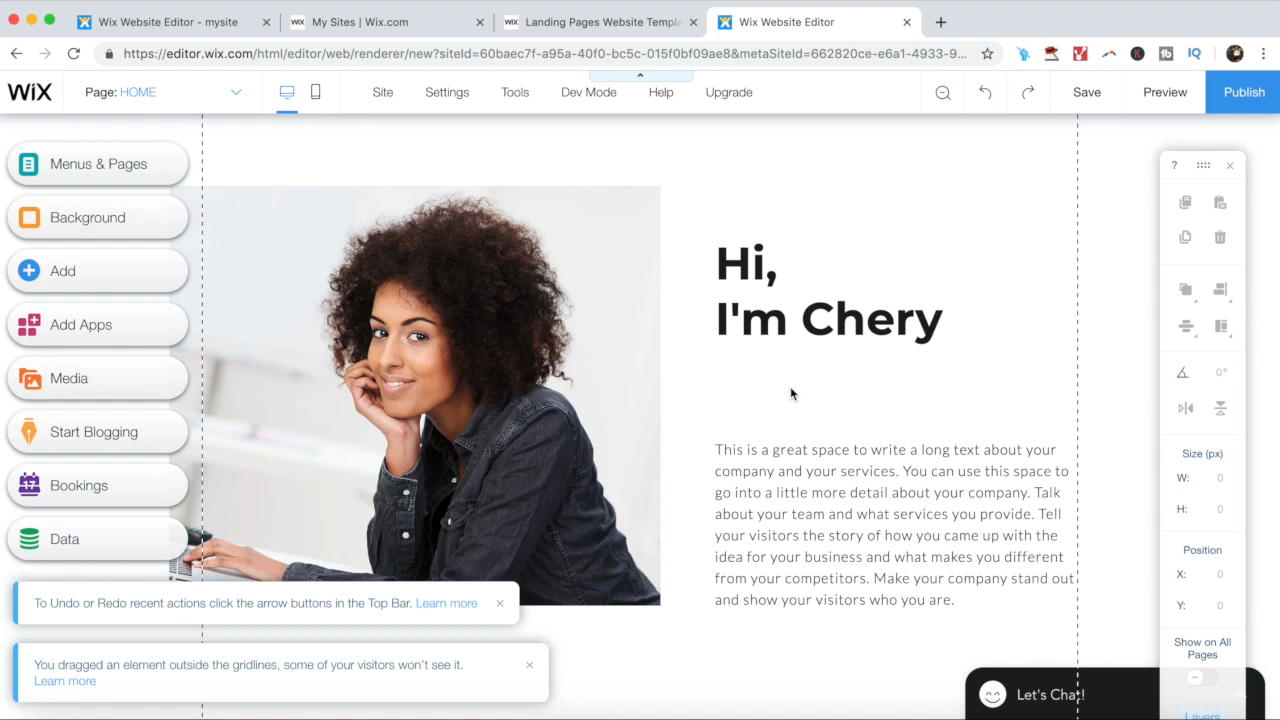 Wix Website Editor - mysite
WIX My Sites | Wix.com
WIX Landing Pages Website Templa
Wix Website Editor
https://editor.wix.com/html/editor/web/renderer/new?siteId=60baec7f-a95a-40f0-bc5c-015f0bf09ae8&metaSiteId=662820ce-e6a1-4933-9...
WiX
Page: HOME
Site
Settings
Tools
Dev Mode
Help
Upgrade
Save
Preview
Publish
Menus & Pages
Background
Add
Add Apps
Media
Start Blogging
17 Bookings
Data
Hi,
I'm Chery
This is a great space to write a long text about your
company and your services. You can use this space to
go into a little more detail about your company. Talk
about your team and what services you provide. Tell
your visitors the story of how you came up with the
idea for your business and what makes you different
from your competitors. Make your company stand out
and show your visitors who you are.
To Undo or Redo recent actions click the arrow buttons in the Top Bar. Learn more
You dragged an element outside the gridlines, some of your visitors won't see it.
Learn more
?
0°
Size (px)
W: 0
H: 0
Position
X: 0
Y: 0
Show on All
Pages
Layers
Let's Chat!